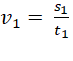 v₁ = s₁/t₁